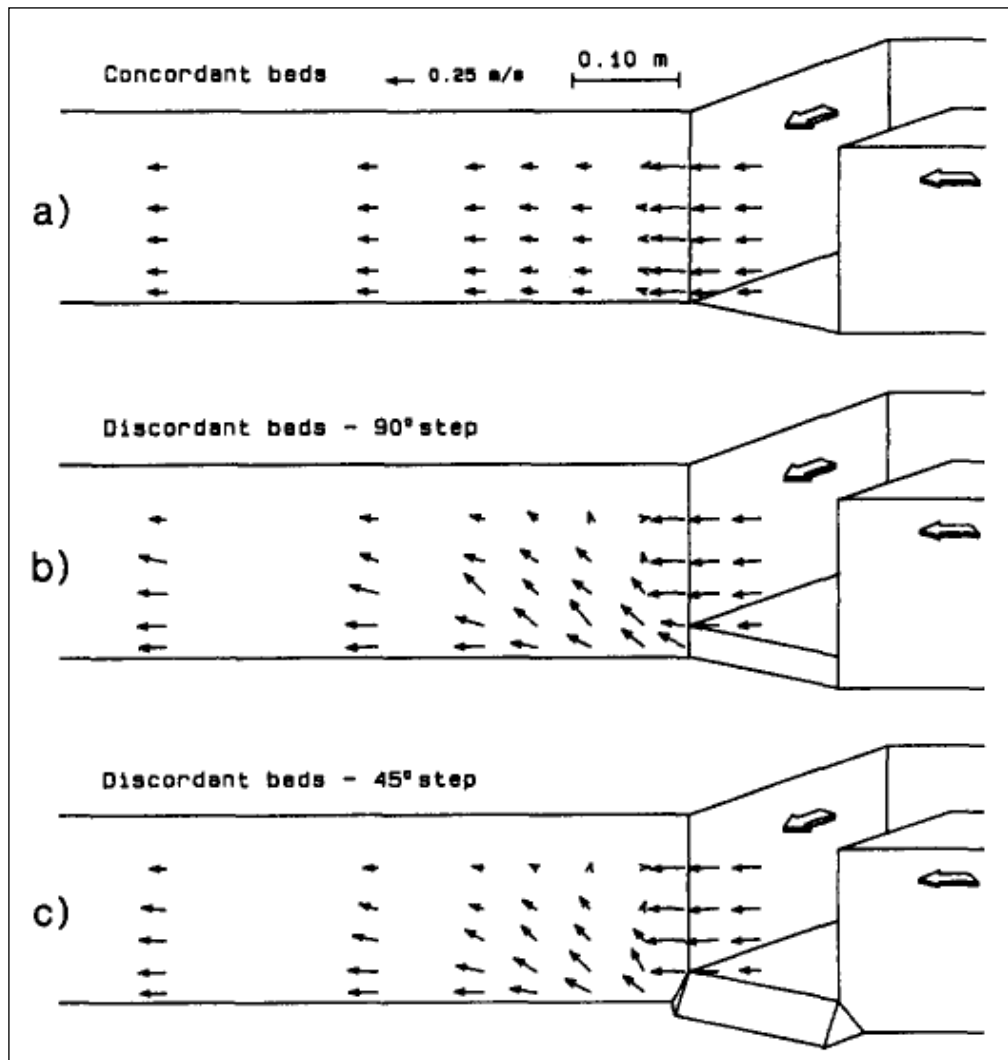 Concordant beds 0.25 m/s 0.10 m
a)
Discordant beds - 90° step
b)
Discordant beds - 45° step
c)